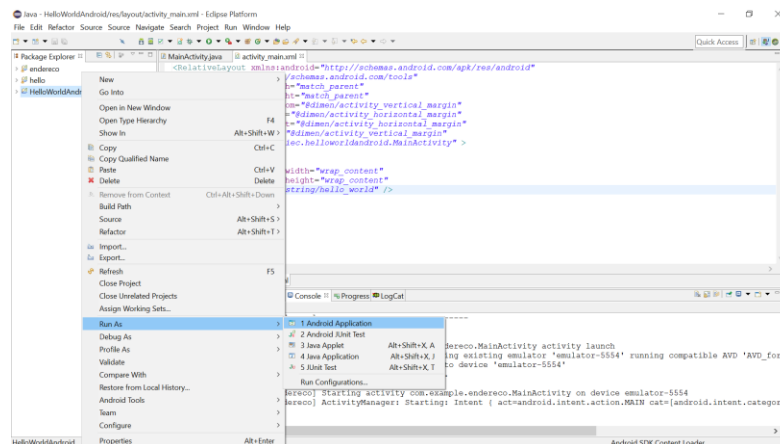 Java - HelloWorldAndroid/res/layout/activity_main.xml - Eclipse Platform
File Edit Refactor Source Source Navigate Search Project Run Window Help
Quick Access
Package Explorer
MainActivity.java
activity_main.xml
endereco
hello
HelloWorldAndr
<RelativeLayout xmlns:android="http://schemas.android.com/apk/res/android"
/schemas.android.com/tools"
h="match_parent"
ht="match_parent"
om="@dimen/activity_vertical_margin"
="@dimen/activity_horizontal_margin"
t="@dimen/activity_horizontal_margin"
"@dimen/activity_vertical_margin"
iec.helloworldandroid.MainActivity" >
width="wrap_content"
height="wrap_content"
string/hello_world" />
New
Go Into
Open in New Window
Open Type Hierarchy F4
Show In Alt+Shift+W
Copy Ctrl+C
Copy Qualified Name
Paste Ctrl+V
Delete Delete
Remove from Context Ctrl+Alt+Shift+Down
Build Path
Source Alt+Shift+S
Refactor Alt+Shift+T
Import...
Export...
Refresh F5
Close Project
Close Unrelated Projects
Assign Working Sets...
Run As
Debug As
Profile As
Validate
Compare With
Restore from Local History...
Android Tools
Team
Configure
Properties Alt+Enter
1 Android Application
2 Android JUnit Test
3 Java Applet Alt+Shift+X, A
4 Java Application Alt+Shift+X, J
5 JUnit Test Alt+Shift+X, T
Run Configurations...
Console Progress LogCat
dereco.MainActivity activity launch
ing existing emulator 'emulator-5554' running compatible AVD 'AVD_for
to device 'emulator-5554'
dereco] Starting activity com.example.endereco.MainActivity on device emulator-5554
dereco] ActivityManager: Starting: Intent { act=android.intent.action.MAIN cat=[android.intent.categor
HelloWorldAndroid
Android SDK Content Loader